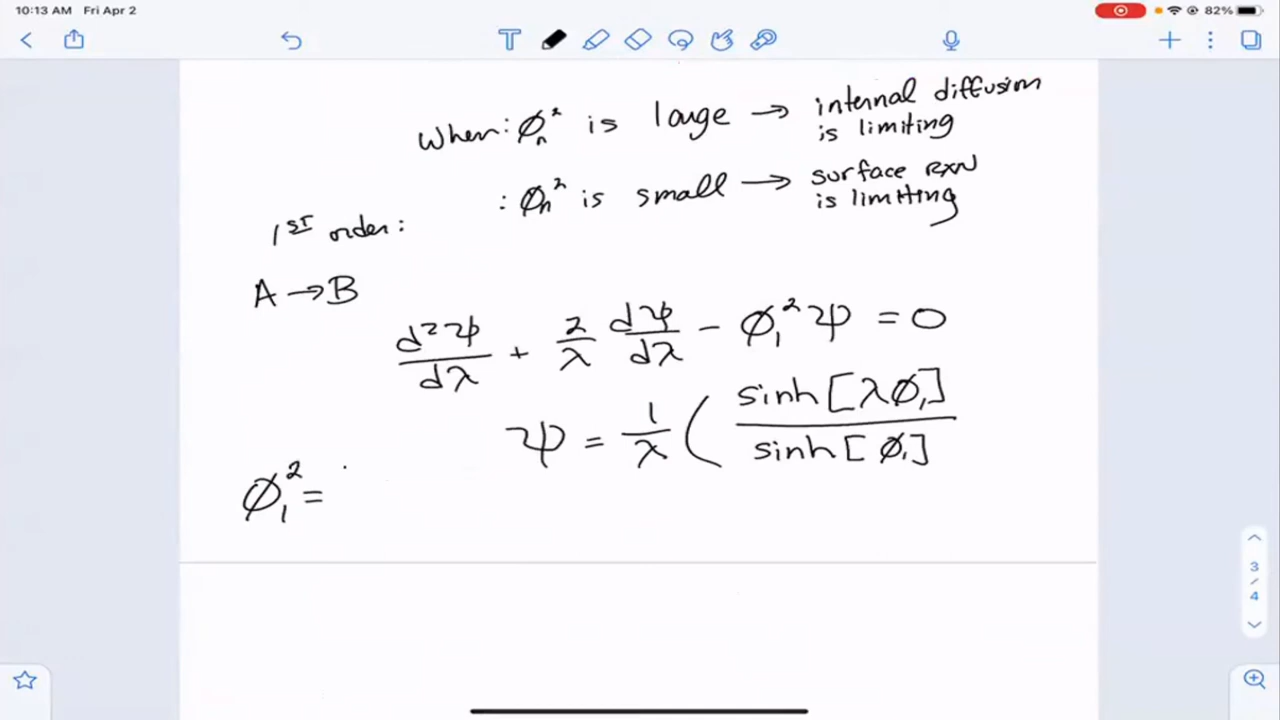 10:13 AM Fri Apr 2
82%
When: ϕₙ² is large → internal diffusion
is limiting
: ϕₙ² is small → surface RXN
is limiting
1ST order:
A → B
d²ψ/dλ + 2/λ dψ/dλ − ϕ₁²ψ = 0
ψ = 1/λ ( sinh[λϕ₁] / sinh[ϕ₁]
ϕ₁² =
3
/
4